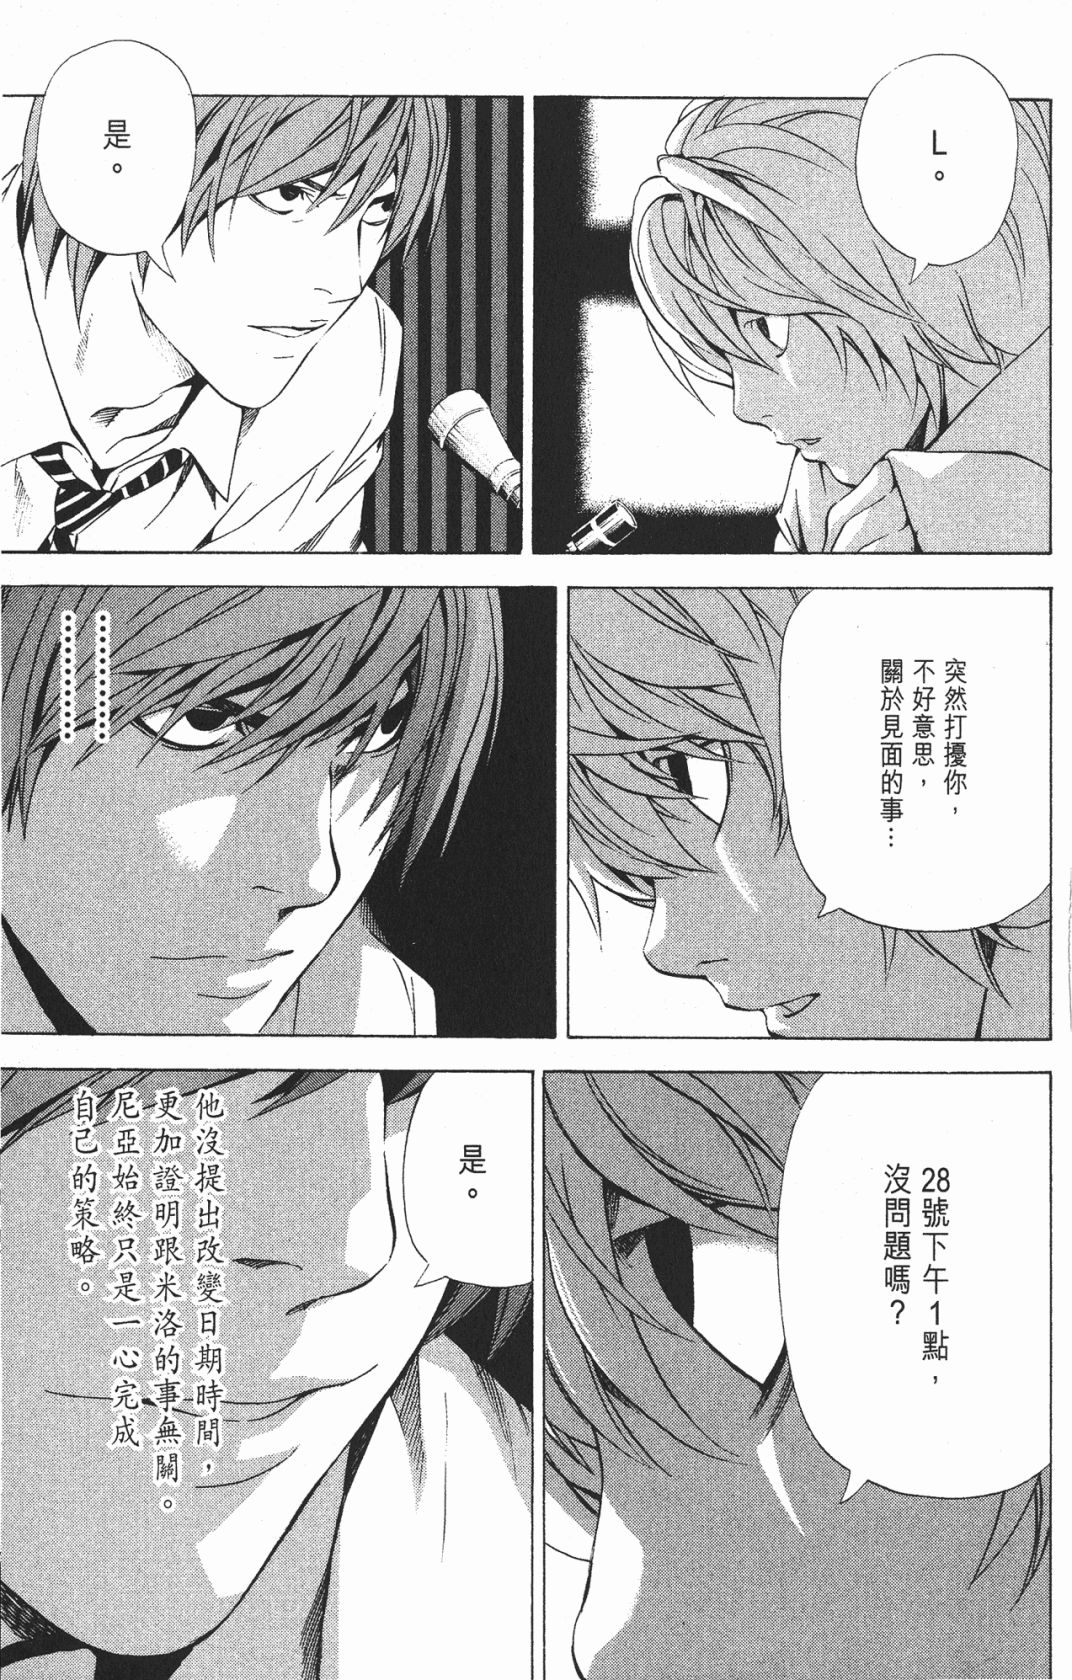 L。
是。
突然打擾你，
不好意思，
關於見面的事…
………………
………………
28號下午1點，
沒問題嗎？
是。
他沒提出改變日期時間，
更加證明跟米洛的事無關。
尼亞始終只是一心完成
自己的策略。